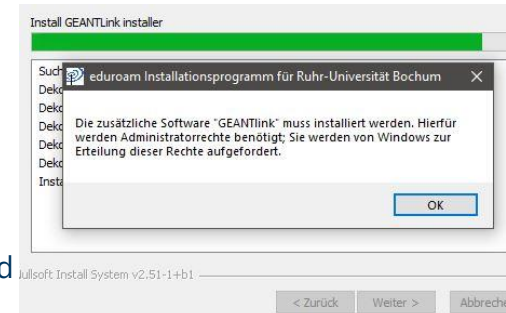 Install GEANTLink installer
eduroam Installationsprogramm für Ruhr-Universität Bochum
Such
Deko
Deko
Deko
Deko
Deko
Insta
Die zusätzliche Software "GEANTlink" muss installiert werden. Hierfür
werden Administratorrechte benötigt; Sie werden von Windows zur
Erteilung dieser Rechte aufgefordert.
OK
d
Nullsoft Install System v2.51-1+b1
< Zurück
Weiter >
Abbreche